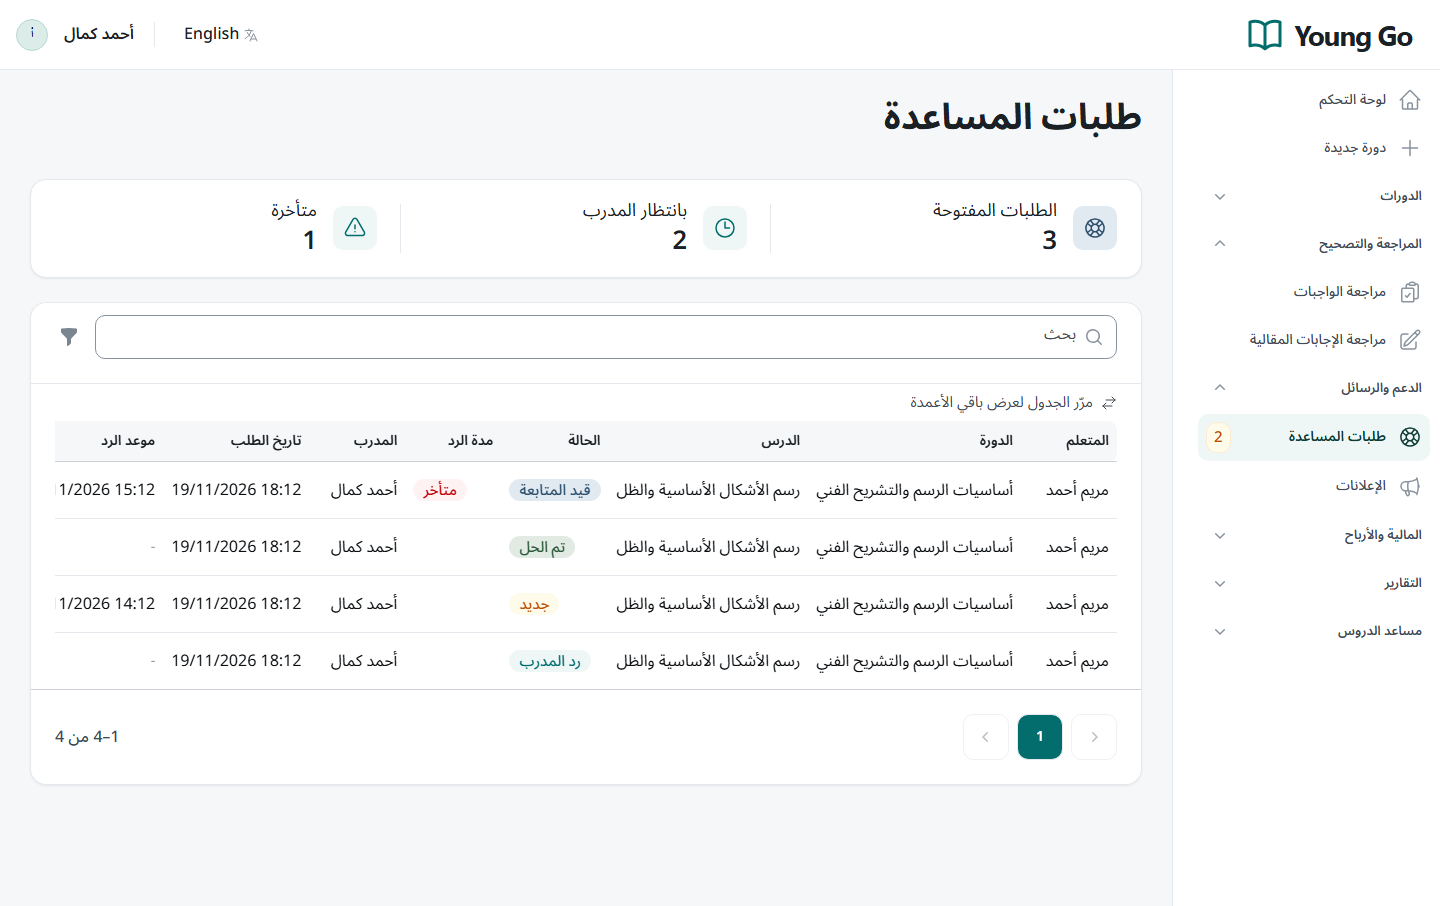 Young Go
English
أحمد كمال
أ
لوحة التحكم
دورة جديدة
الدورات
المراجعة والتصحيح
مراجعة الواجبات
مراجعة الإجابات المقالية
الدعم والرسائل
طلبات المساعدة 2
الإعلانات
المالية والأرباح
التقارير
مساعد الدروس
طلبات المساعدة
الطلبات المفتوحة
3
بانتظار المدرب
2
متأخرة
1
بحث
مرّر الجدول لعرض باقي الأعمدة
المتعلم الدورة الدرس الحالة مدة الرد المدرب تاريخ الطلب موعد الرد
مريم أحمد أساسيات الرسم والتشريح الفني رسم الأشكال الأساسية والظل قيد المتابعة متأخر أحمد كمال 19/11/2026 18:12 1/2026 15:12
مريم أحمد أساسيات الرسم والتشريح الفني رسم الأشكال الأساسية والظل تم الحل أحمد كمال 19/11/2026 18:12 -
مريم أحمد أساسيات الرسم والتشريح الفني رسم الأشكال الأساسية والظل جديد أحمد كمال 19/11/2026 18:12 1/2026 14:12
مريم أحمد أساسيات الرسم والتشريح الفني رسم الأشكال الأساسية والظل رد المدرب أحمد كمال 19/11/2026 18:12 -
1
1–4 من 4